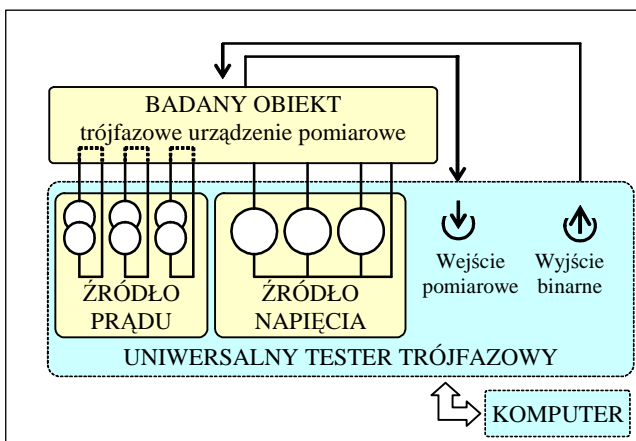 BADANY OBIEKT
trójfazowe urządzenie pomiarowe
ŹRÓDŁO
PRĄDU
ŹRÓDŁO
NAPIĘCIA
Wejście
pomiarowe
Wyjście
binarne
UNIWERSALNY TESTER TRÓJFAZOWY
KOMPUTER